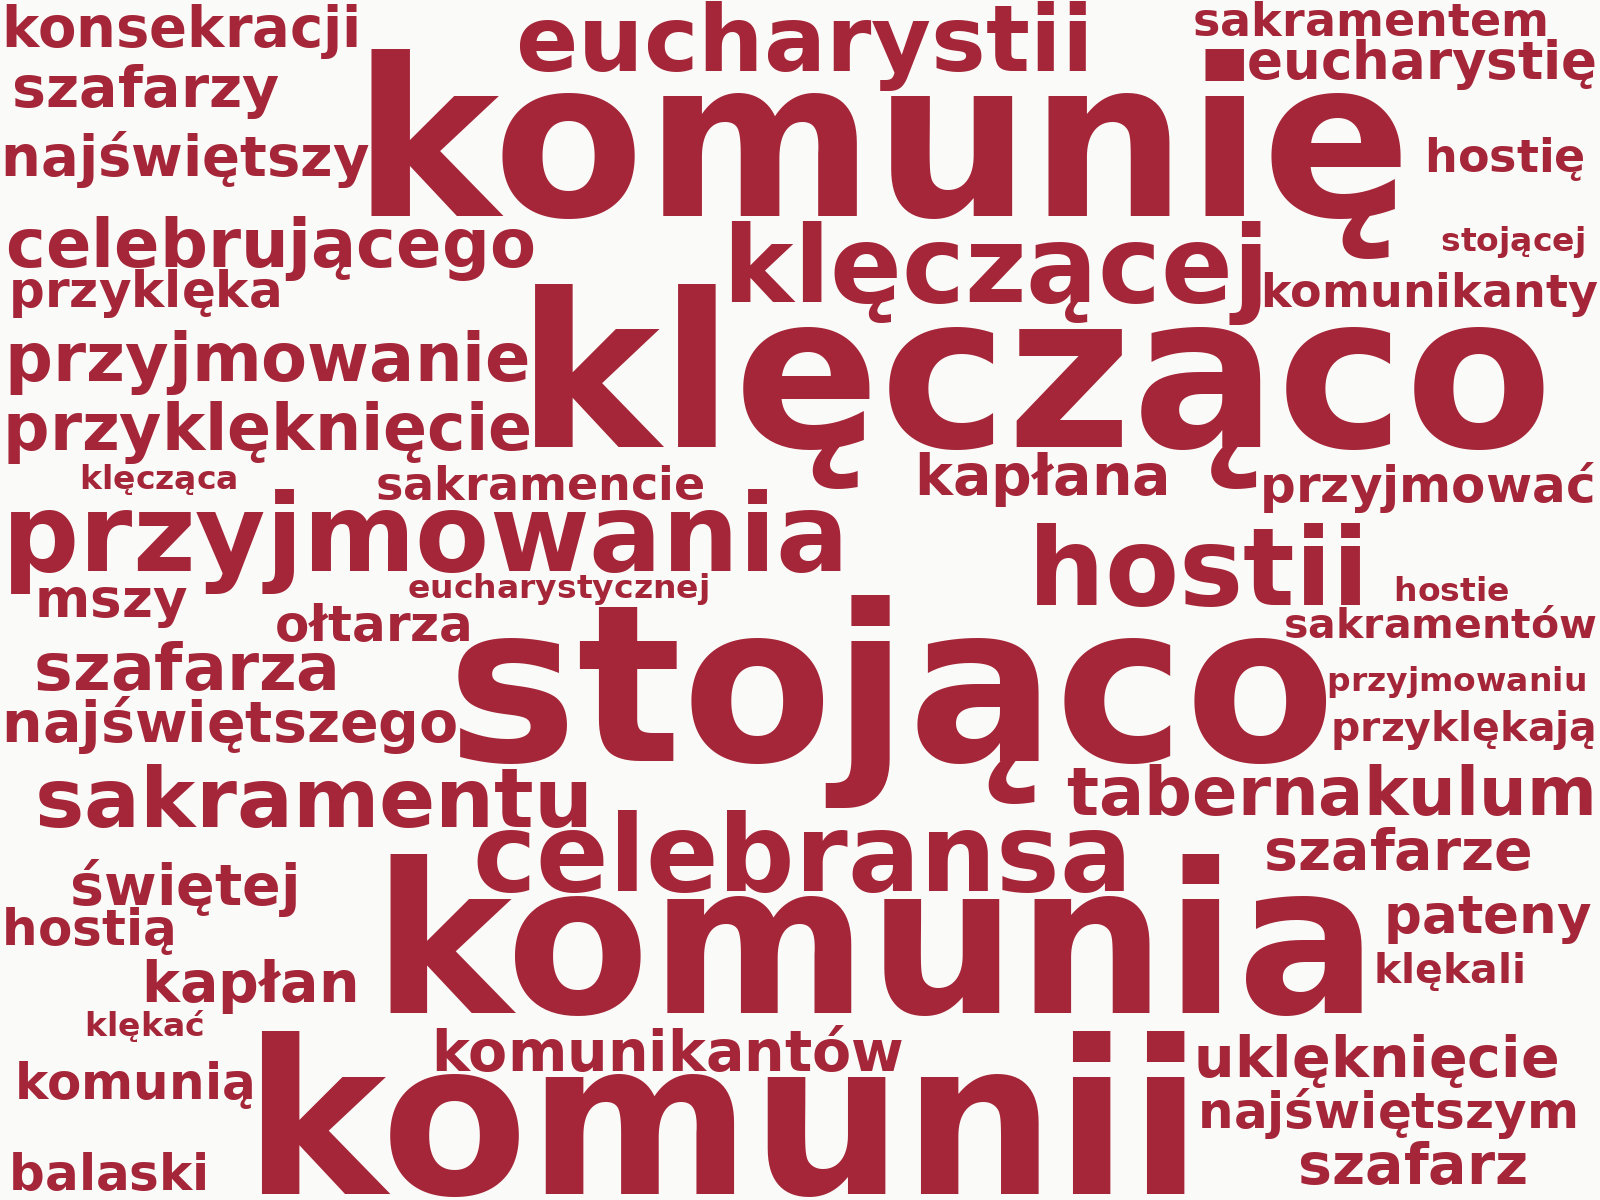 konsekracji
eucharystii
sakramentem
eucharystię
szafarzy
komunię
najświętszy
hostię
celebrującego
klęczącej
stojącej
przyklęka
komunikanty
przyjmowanie
klęcząco
przyklęknięcie
klęcząca
sakramencie
kapłana
przyjmować
przyjmowania
hostii
mszy
eucharystycznej
hostie
ołtarza
sakramentów
szafarza
stojąco
przyjmowaniu
najświętszego
przyklękają
sakramentu
tabernakulum
celebransa
szafarze
świętej
komunia
pateny
hostią
kapłan
klękali
klękać
komunikantów
uklęknięcie
komunią
komunii
najświętszym
balaski
szafarz